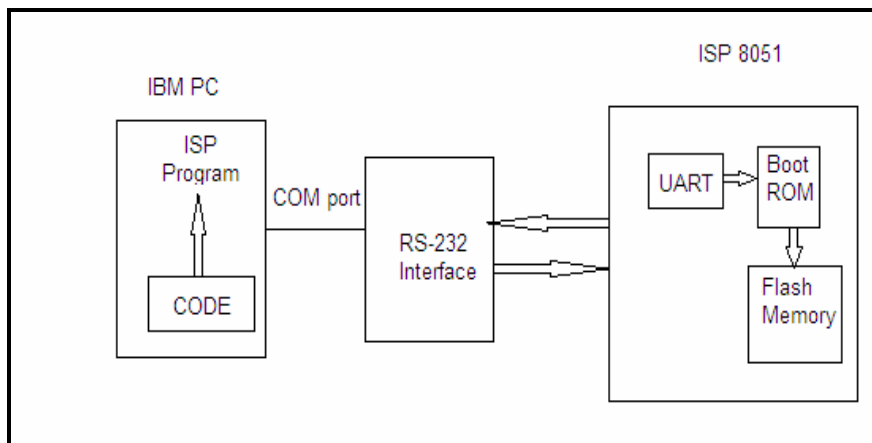 ISP 8051
IBM PC
ISP
Program
CODE
COM port
RS-232
Interface
UART
Boot
ROM
Flash
Memory